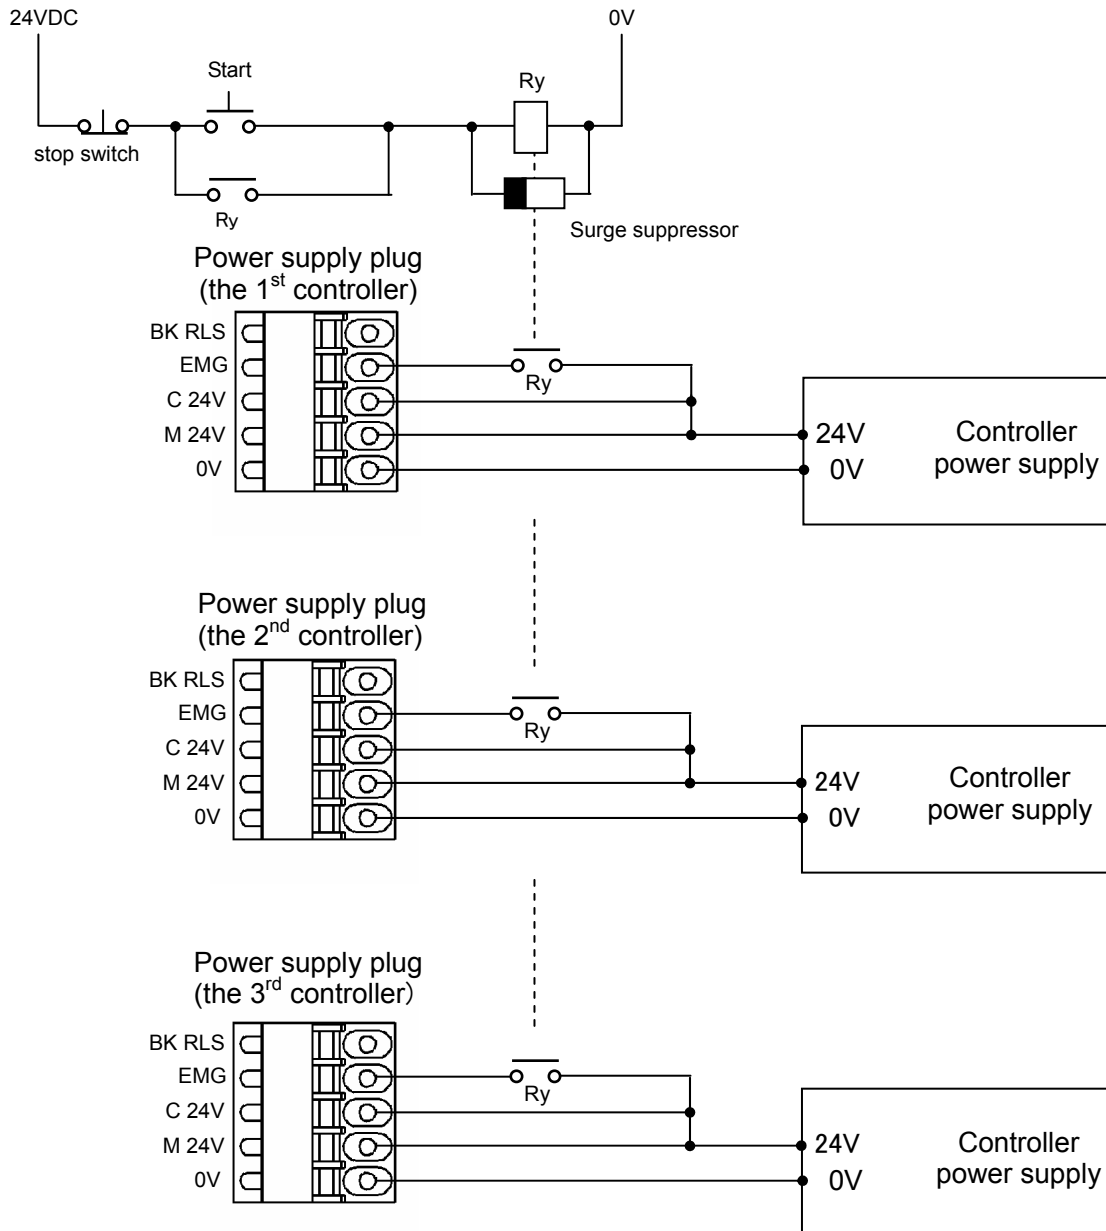 24VDC
0V
Start
Ry
stop switch
Ry
Surge suppressor
Power supply plug
(the 1st controller)
BK RLS
EMG
C 24V
M 24V
0V
Ry
24V
0V
Controller
power supply
Power supply plug
(the 2nd controller)
BK RLS
EMG
C 24V
M 24V
0V
Ry
24V
0V
Controller
power supply
Power supply plug
(the 3rd controller)
BK RLS
EMG
C 24V
M 24V
0V
Ry
24V
0V
Controller
power supply